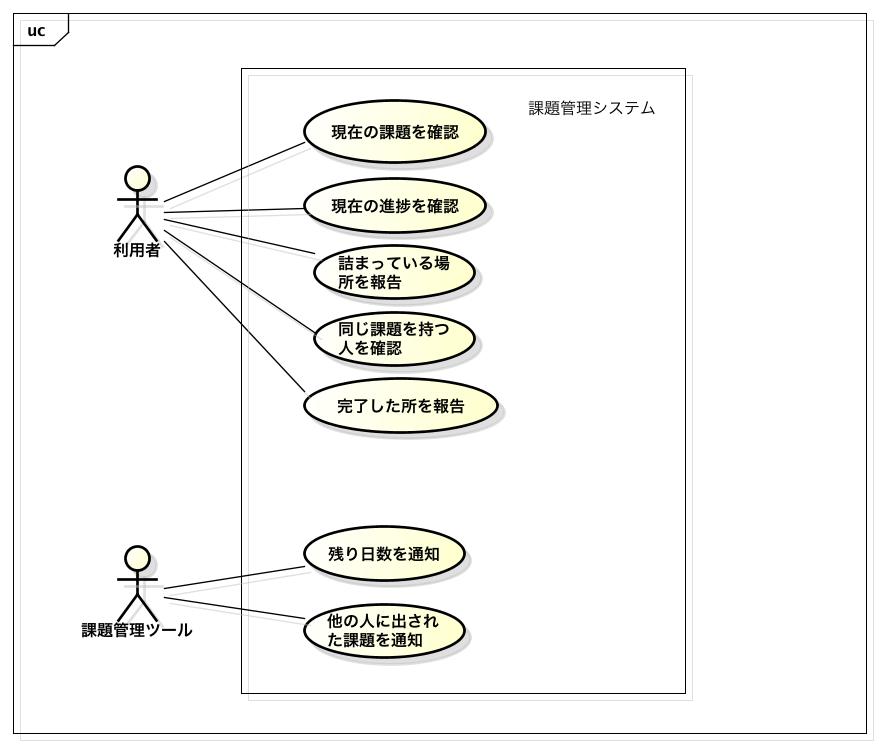 uc
課題管理システム
現在の課題を確認
現在の進捗を確認
利用者
詰まっている場
所を報告
同じ課題を持つ
人を確認
完了した所を報告
残り日数を通知
課題管理ツール
他の人に出され
た課題を通知